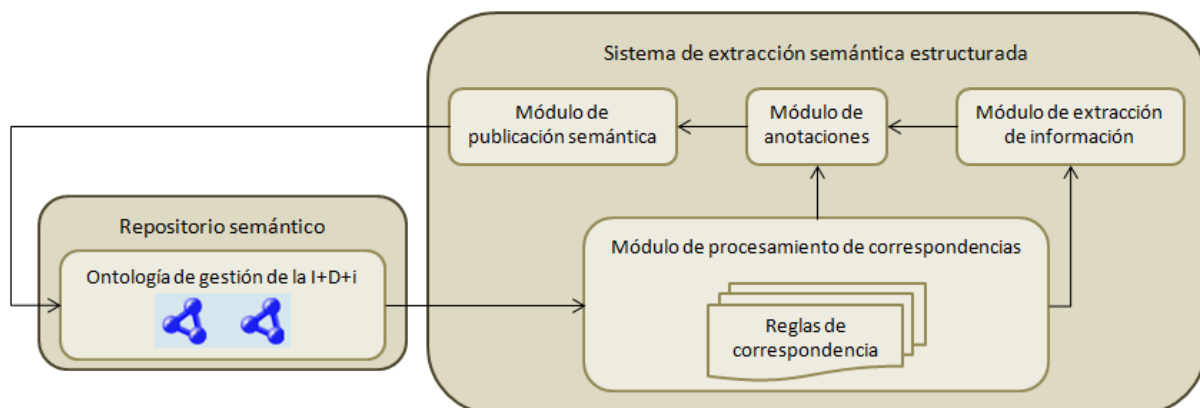 Sistema de extracción semántica estructurada
Módulo de
publicación semántica
Módulo de
anotaciones
Módulo de extracción
de información
Repositorio semántico
Ontología de gestión de la I+D+i
Módulo de procesamiento de correspondencias
Reglas de
correspondencia